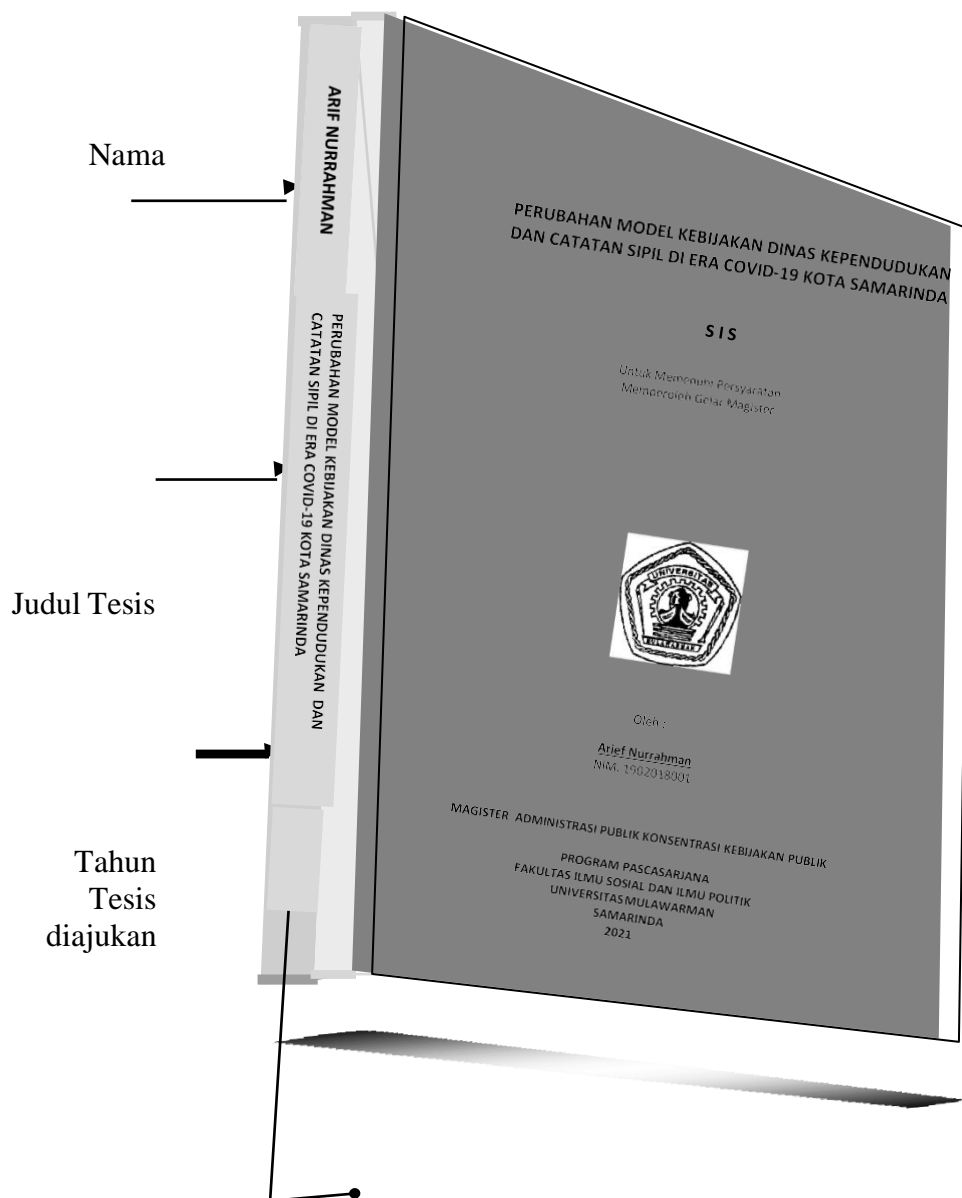 Nama
Judul Tesis
Tahun
Tesis
diajukan
ARIF NURRAHMAN
PERUBAHAN MODEL KEBIJAKAN DINAS KEPENDUDUKAN DAN
CATATAN SIPIL DI ERA COVID-19 KOTA SAMARINDA
PERUBAHAN MODEL KEBIJAKAN DINAS KEPENDUDUKAN
DAN CATATAN SIPIL DI ERA COVID-19 KOTA SAMARINDA
S I S
Untuk Memenuhi Persyaratan
Memperoleh Gelar Magister
UNIVERSITAS
MULAWARMAN
Oleh :
Arief Nurrahman
NIM. 1902018001
MAGISTER ADMINISTRASI PUBLIK KONSENTRASI KEBIJAKAN PUBLIK
PROGRAM PASCASARJANA
FAKULTAS ILMU SOSIAL DAN ILMU POLITIK
UNIVERSITAS MULAWARMAN
SAMARINDA
2021